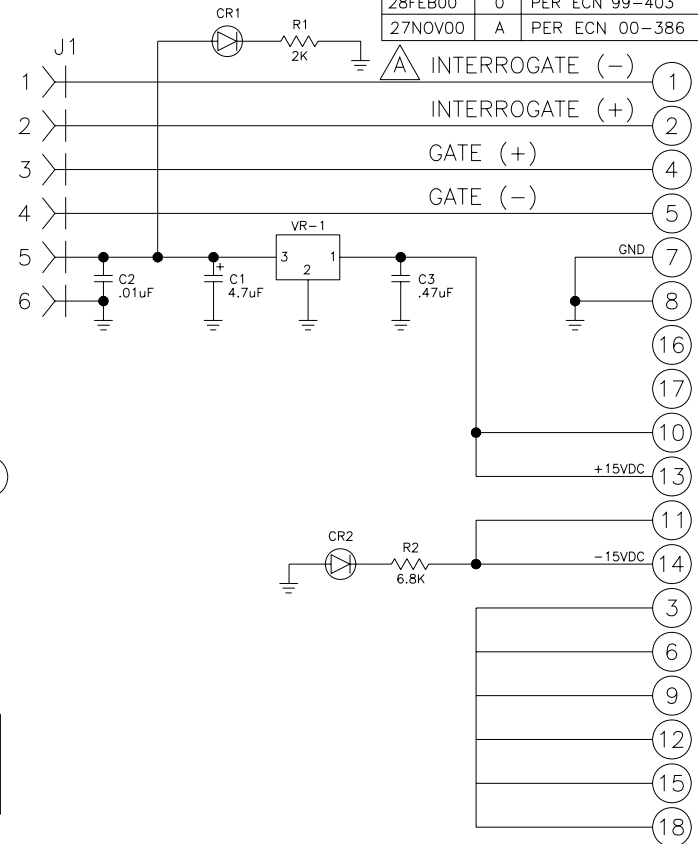 28FEB00 0 PER ECN 99-403
27NOV00 A PER ECN 00-386
CR1
R1
2K
J1
A INTERROGATE (-)
1 1
INTERROGATE (+)
2 2
GATE (+)
3 4
GATE (-)
4 5
VR-1
5 3 1 GND 7
2
C2
.01uF
C1
+
4.7uF
C3
.47uF
6 8
16
17
10
+15VDC 13
11
CR2
R2
6.8K
-15VDC 14
3
6
9
12
15
18